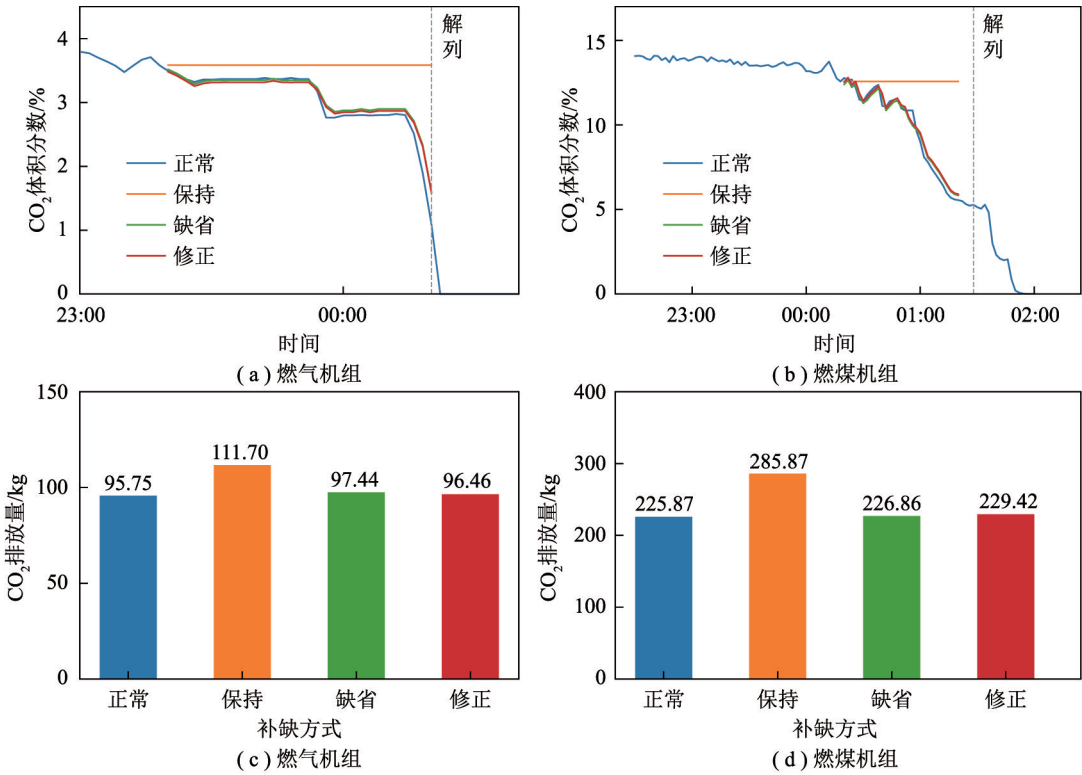 解
列
4
3
2
1
0
CO₂体积分数/%
正常
保持
缺省
修正
23:00
00:00
时间
( a ) 燃气机组
解
列
15
10
5
0
CO₂体积分数/%
正常
保持
缺省
修正
23:00
00:00
01:00
02:00
时间
( b ) 燃煤机组
150
100
50
0
CO₂排放量/kg
95.75
111.70
97.44
96.46
正常
保持
缺省
修正
补缺方式
( c ) 燃气机组
400
300
200
100
0
CO₂排放量/kg
225.87
285.87
226.86
229.42
正常
保持
缺省
修正
补缺方式
( d ) 燃煤机组